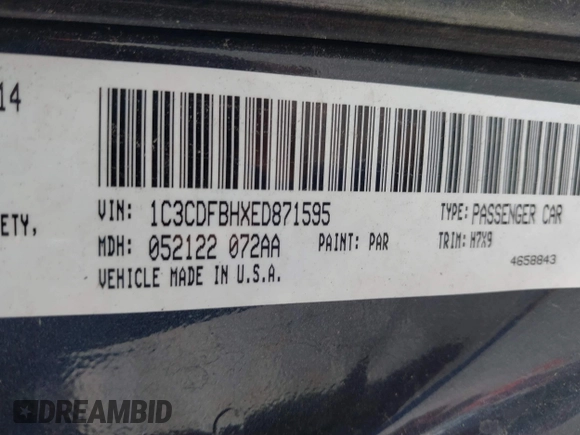 14
ETY,
VIN: 1C3CDFBHXED871595
TYPE: PASSENGER CAR
MDH: 052122 072AA
PAINT: PAR
TRIM: H7X9
VEHICLE MADE IN U.S.A.
4658843
DREAMBID